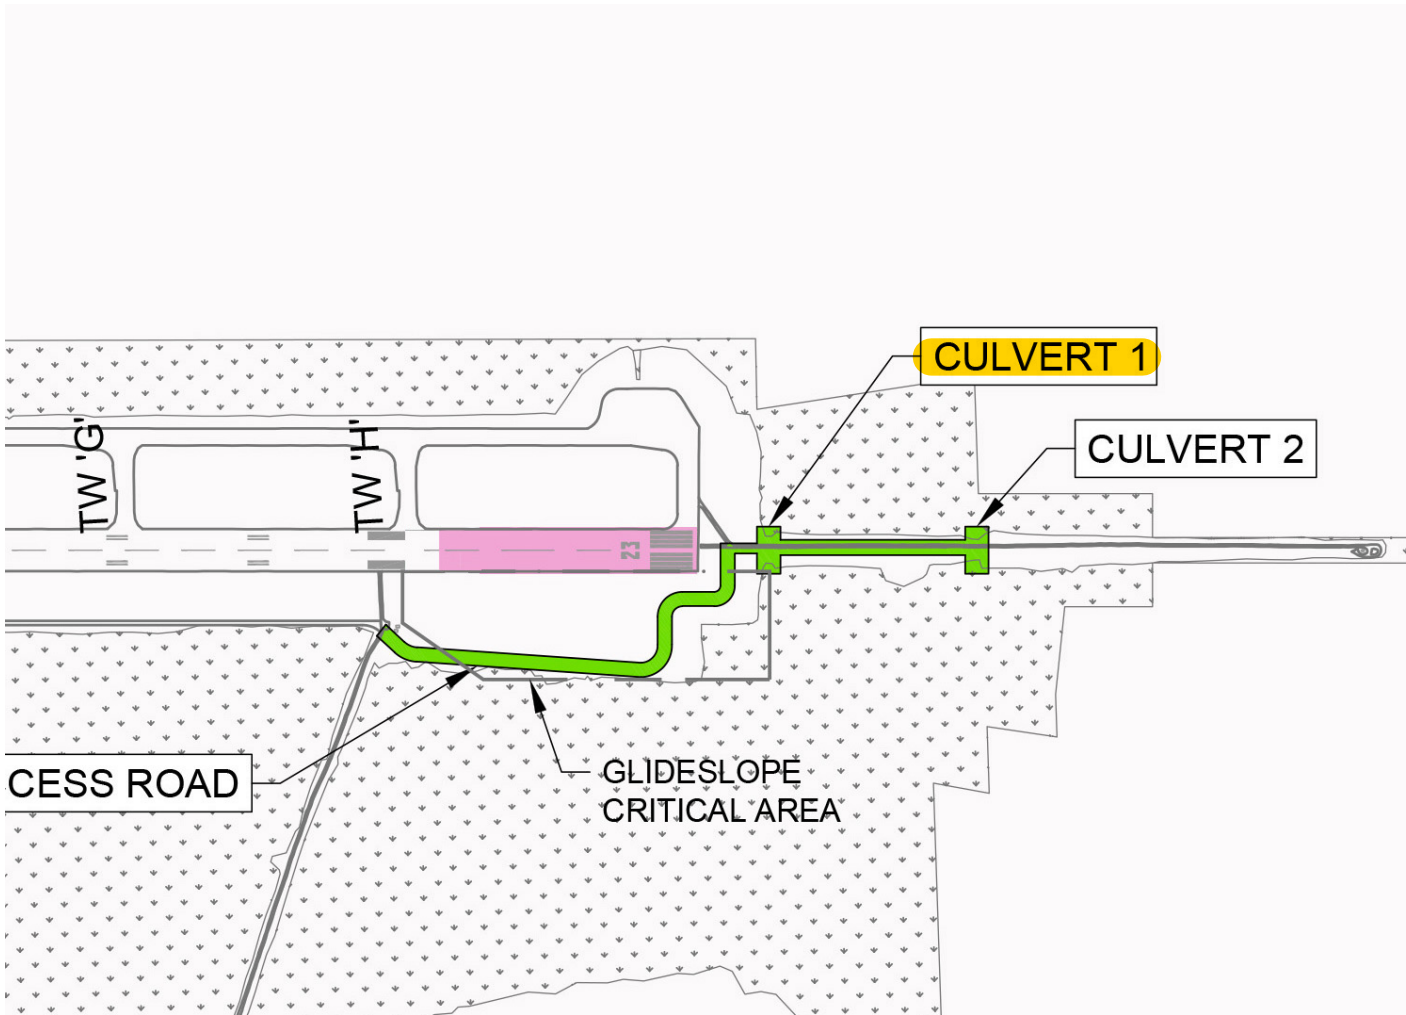 CULVERT 1
TW 'G'
TW 'H'
CULVERT 2
23
CESS ROAD
GLIDESLOPE
CRITICAL AREA